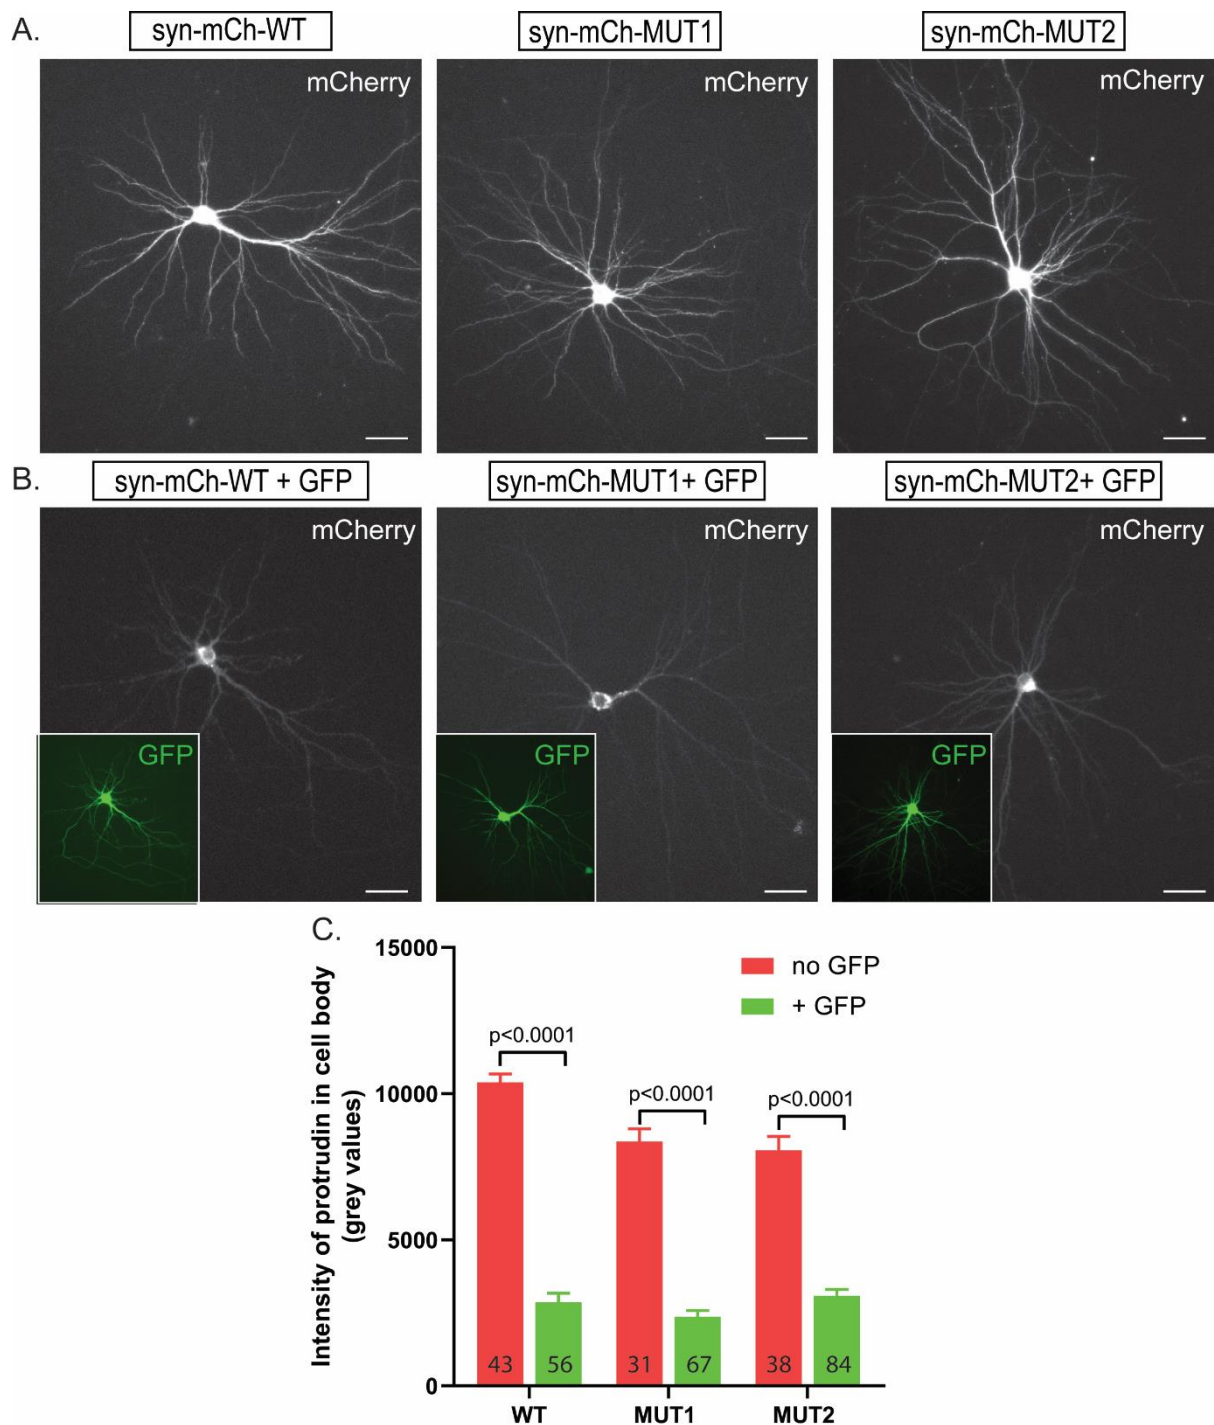 A.
syn-mCh-WT
syn-mCh-MUT1
syn-mCh-MUT2
mCherry
mCherry
mCherry
B.
syn-mCh-WT + GFP
syn-mCh-MUT1+ GFP
syn-mCh-MUT2+ GFP
mCherry
mCherry
mCherry
GFP
GFP
GFP
C.
Intensity of protrudin in cell body
(grey values)
15000
10000
5000
0
no GFP
+ GFP
p<0.0001
p<0.0001
p<0.0001
43
56
31
67
38
84
WT
MUT1
MUT2